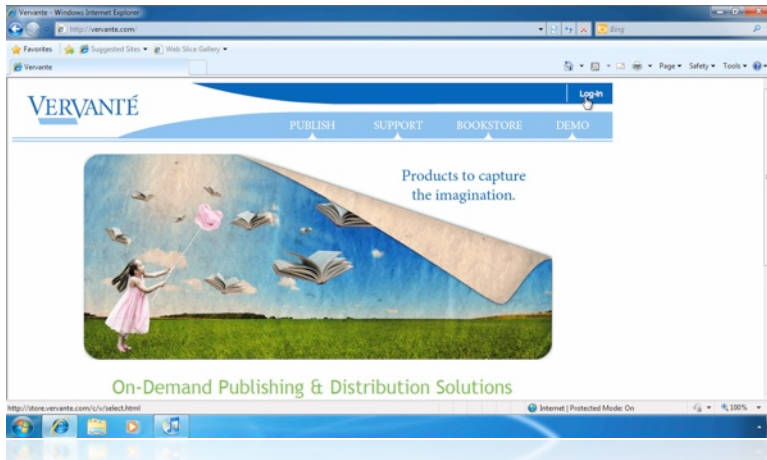 Vervante - Windows Internet Explorer
http://vervante.com/
Bing
Favorites Suggested Sites Web Slice Gallery
Vervante
Page Safety Tools
Log-In
VERVANTÉ
PUBLISH SUPPORT BOOKSTORE DEMO
Products to capture
the imagination.
On-Demand Publishing & Distribution Solutions
http://store.vervante.com/c/v/select.html
Internet | Protected Mode: On
100%